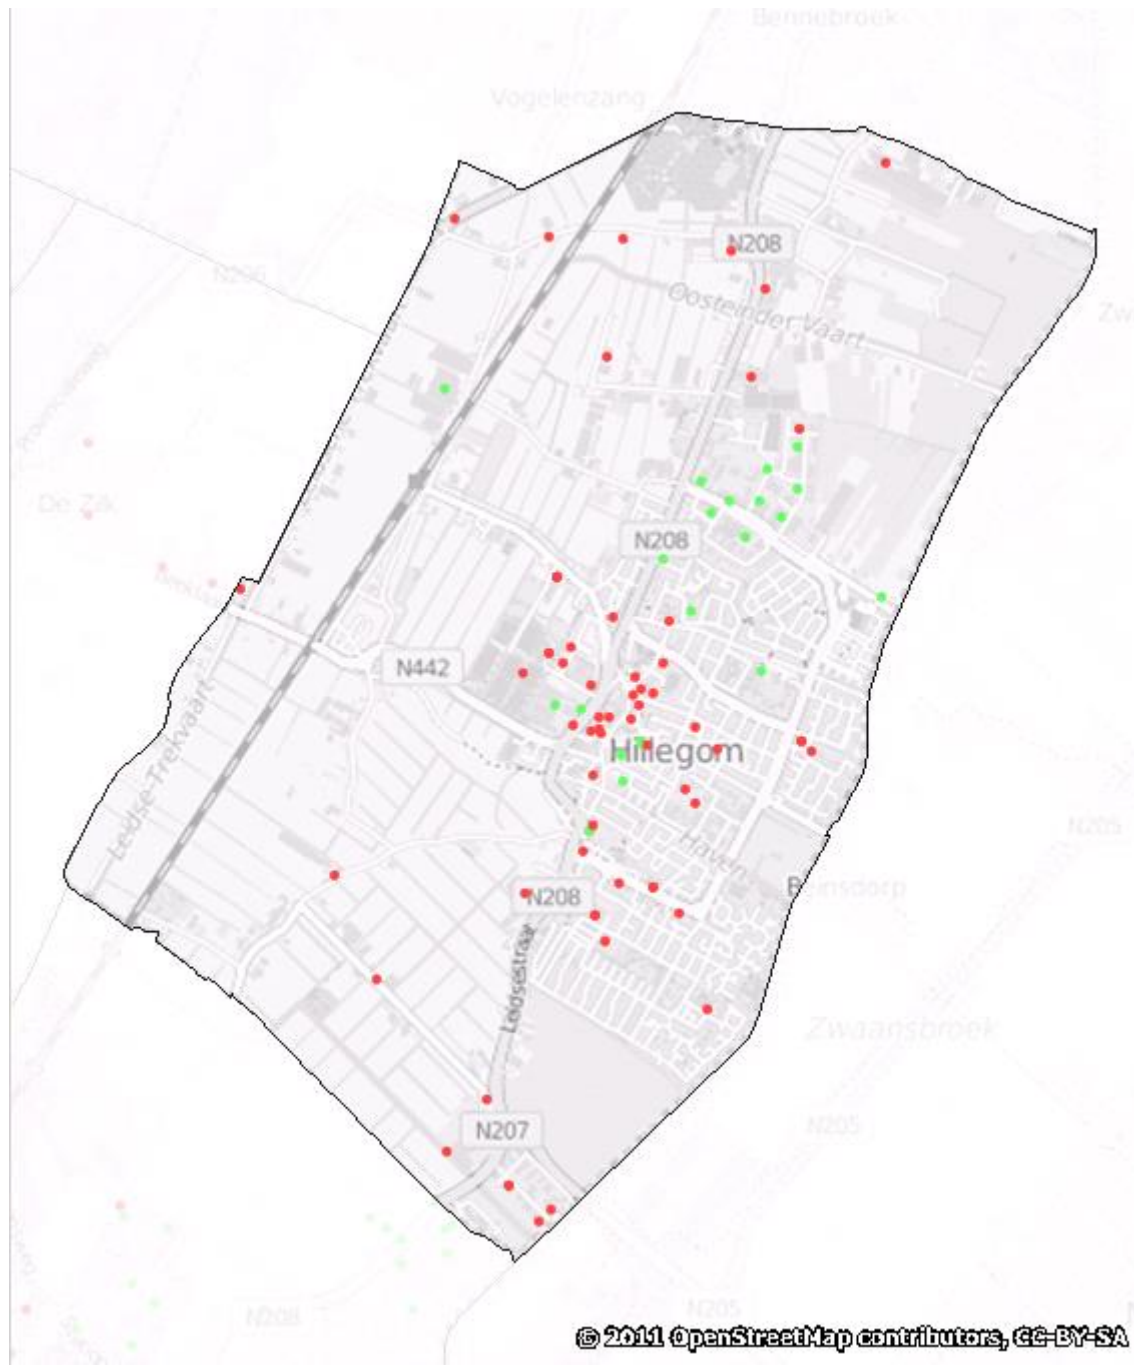 Bennebroek
Vogelenzang
N208
N206
Oosteinder Vaart
De Zilk
N208
N442
Hillegom
Leidse Trekvaart
Haven
N205
Beinsdorp
N208
Leidsestraat
Zwaansbroek
N207
N205
N208
N205
© 2011 OpenStreetMap contributors, CC-BY-SA